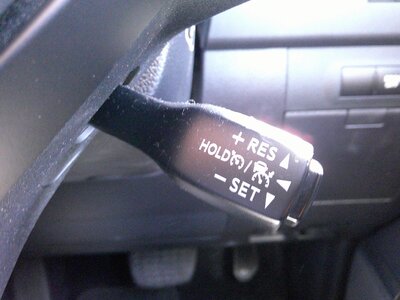 + RES ▲
HOLD / ◀
− SET ▼